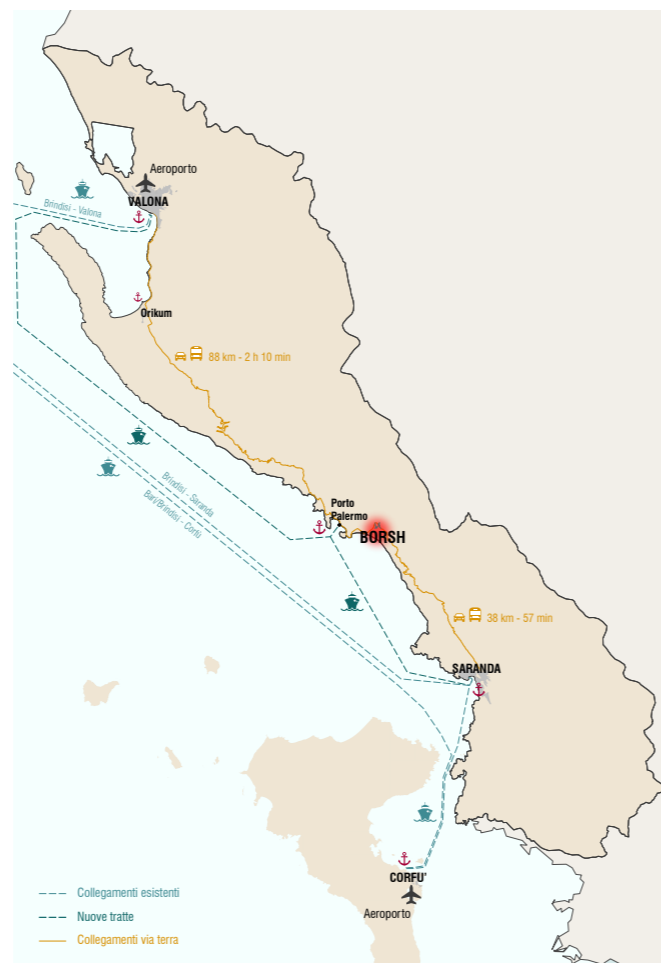 Aeroporto
VALONA
Brindisi - Valona
Orikum
88 km - 2 h 10 min
Brindisi - Saranda
Bari/Brindisi - Corfù
Porto
Palermo
BORSH
38 km - 57 min
SARANDA
CORFU'
Aeroporto
Collegamenti esistenti
Nuove tratte
Collegamenti via terra